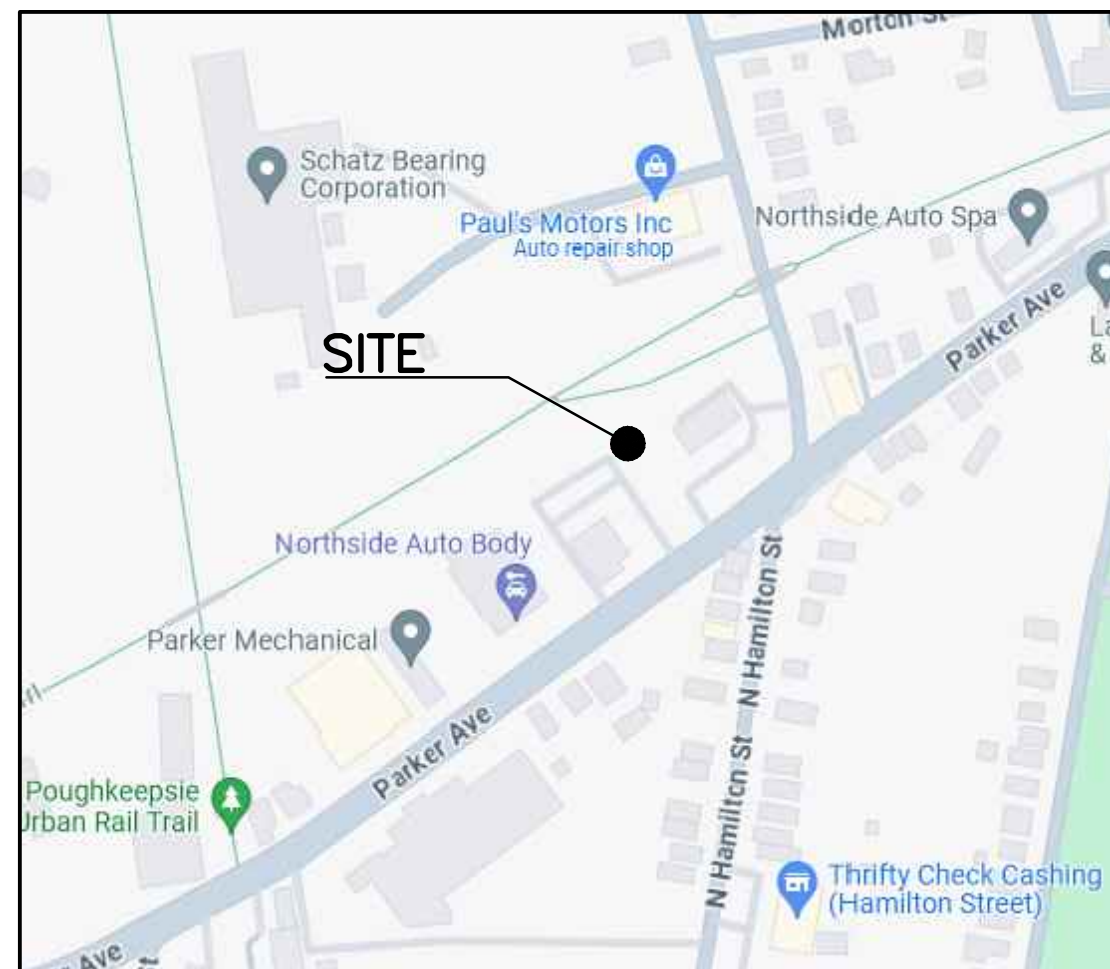 Morton St
Schatz Bearing
Corporation
Paul's Motors Inc
Auto repair shop
Northside Auto Spa
Parker Ave
La
&
SITE
Northside Auto Body
N Hamilton St
N Hamilton St
Parker Mechanical
Parker Ave
Poughkeepsie
Urban Rail Trail
Thrifty Check Cashing
(Hamilton Street)
Ave